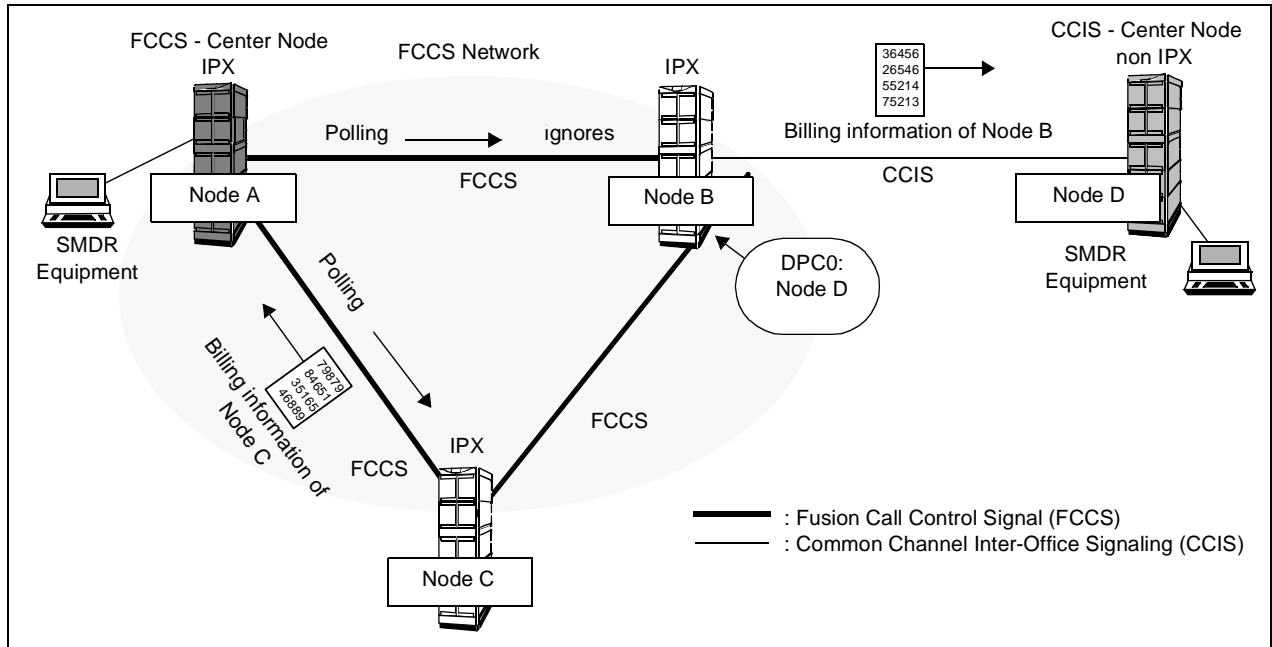 FCCS - Center Node
IPX
FCCS Network
IPX
CCIS - Center Node
non IPX
36456
26546
55214
75213
Polling
ignores
Billing information of Node B
FCCS
CCIS
Node A
Node B
Node D
SMDR
Equipment
DPC0:
Node D
SMDR
Equipment
Polling
79879
84651
35165
46889
Billing information of
Node C
FCCS
FCCS
IPX
Node C
: Fusion Call Control Signal (FCCS)
: Common Channel Inter-Office Signaling (CCIS)